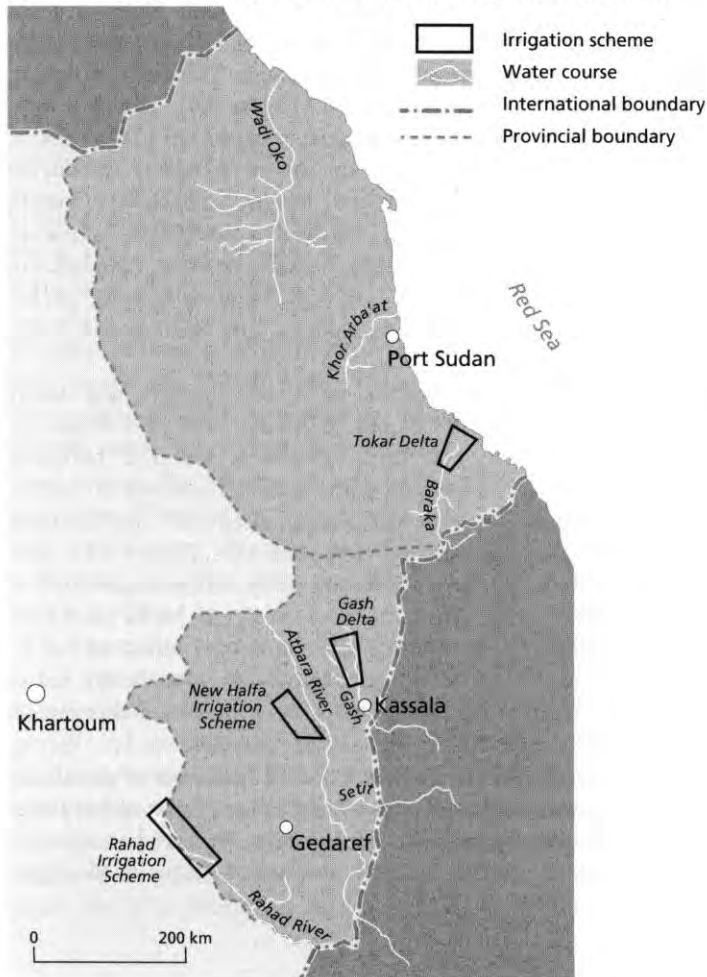 Irrigation scheme
Water course
International boundary
Provincial boundary
Wadi Oko
Red Sea
Khor Arba'at
Port Sudan
Tokar Delta
Baraka
Gash
Delta
Atbara River
New Halfa
Irrigation
Scheme
Gash
Kassala
Khartoum
Setit
Gedaref
Rahad
Irrigation
Scheme
Rahad River
0
200 km